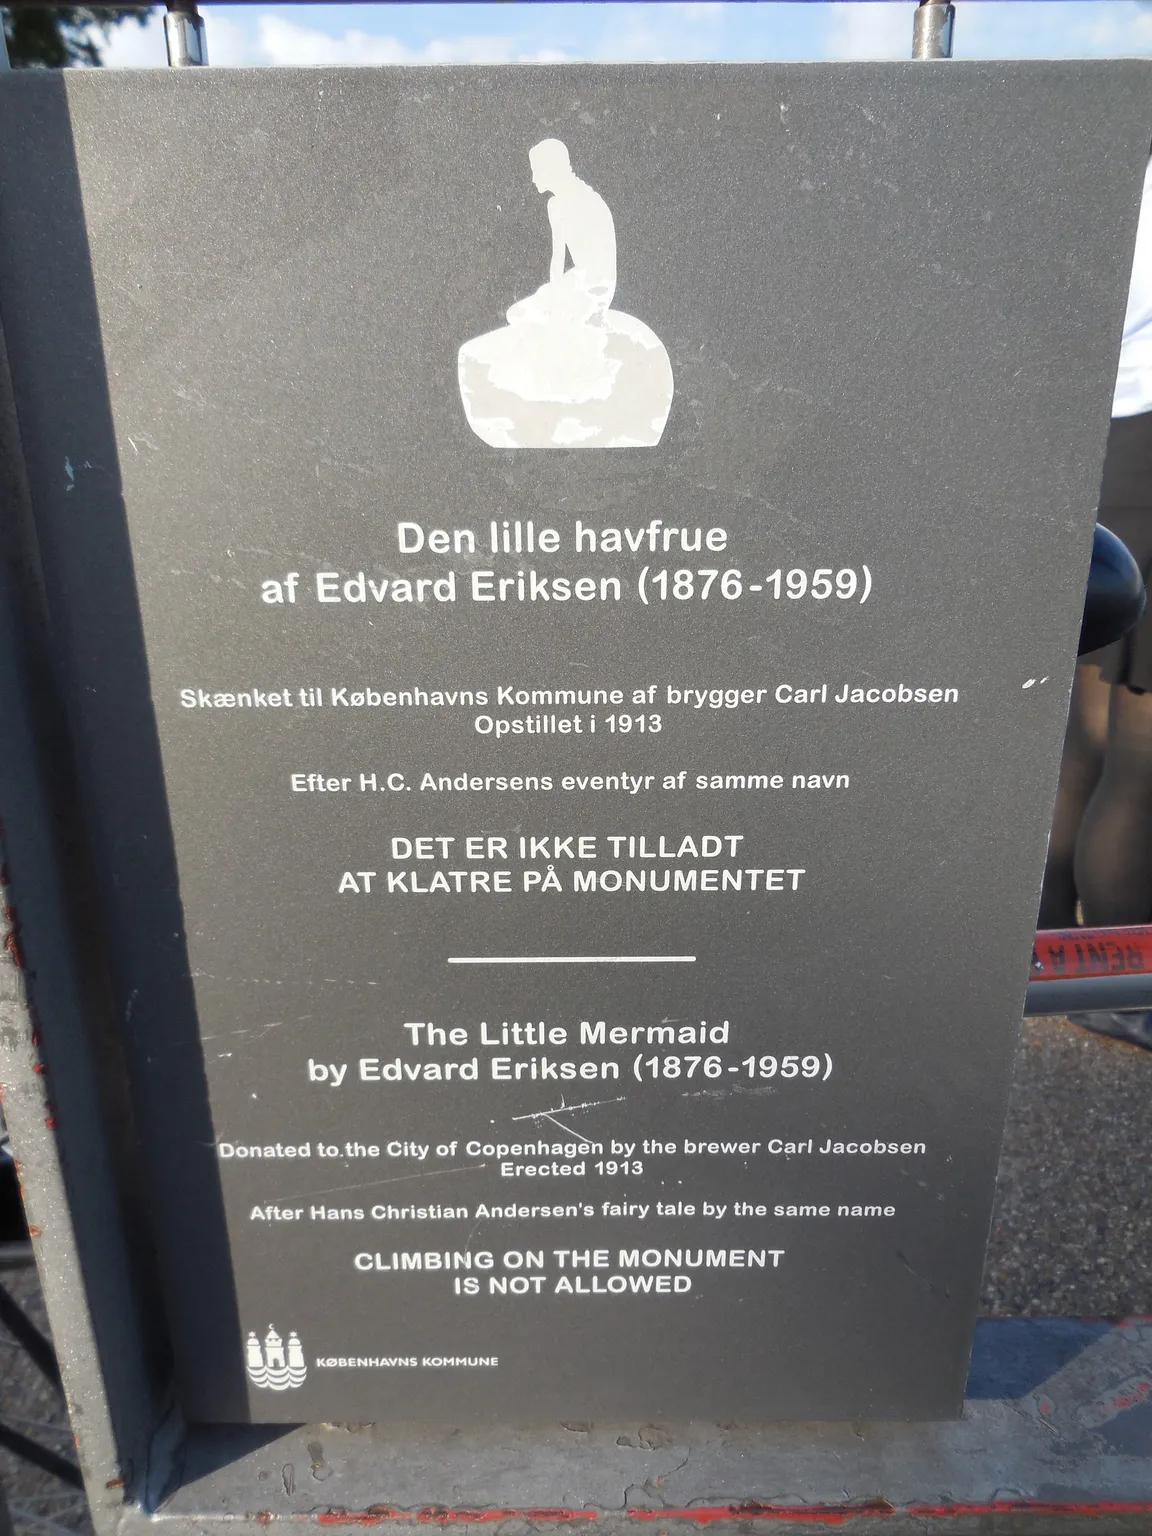 Den lille havfrue
af Edvard Eriksen (1876-1959)
Skænket til Københavns Kommune af brygger Carl Jacobsen
Opstillet i 1913
Efter H.C. Andersens eventyr af samme navn
DET ER IKKE TILLADT
AT KLATRE PÅ MONUMENTET
The Little Mermaid
by Edvard Eriksen (1876-1959)
Donated to the City of Copenhagen by the brewer Carl Jacobsen
Erected 1913
After Hans Christian Andersen's fairy tale by the same name
CLIMBING ON THE MONUMENT
IS NOT ALLOWED
KØBENHAVNS KOMMUNE
RENT A